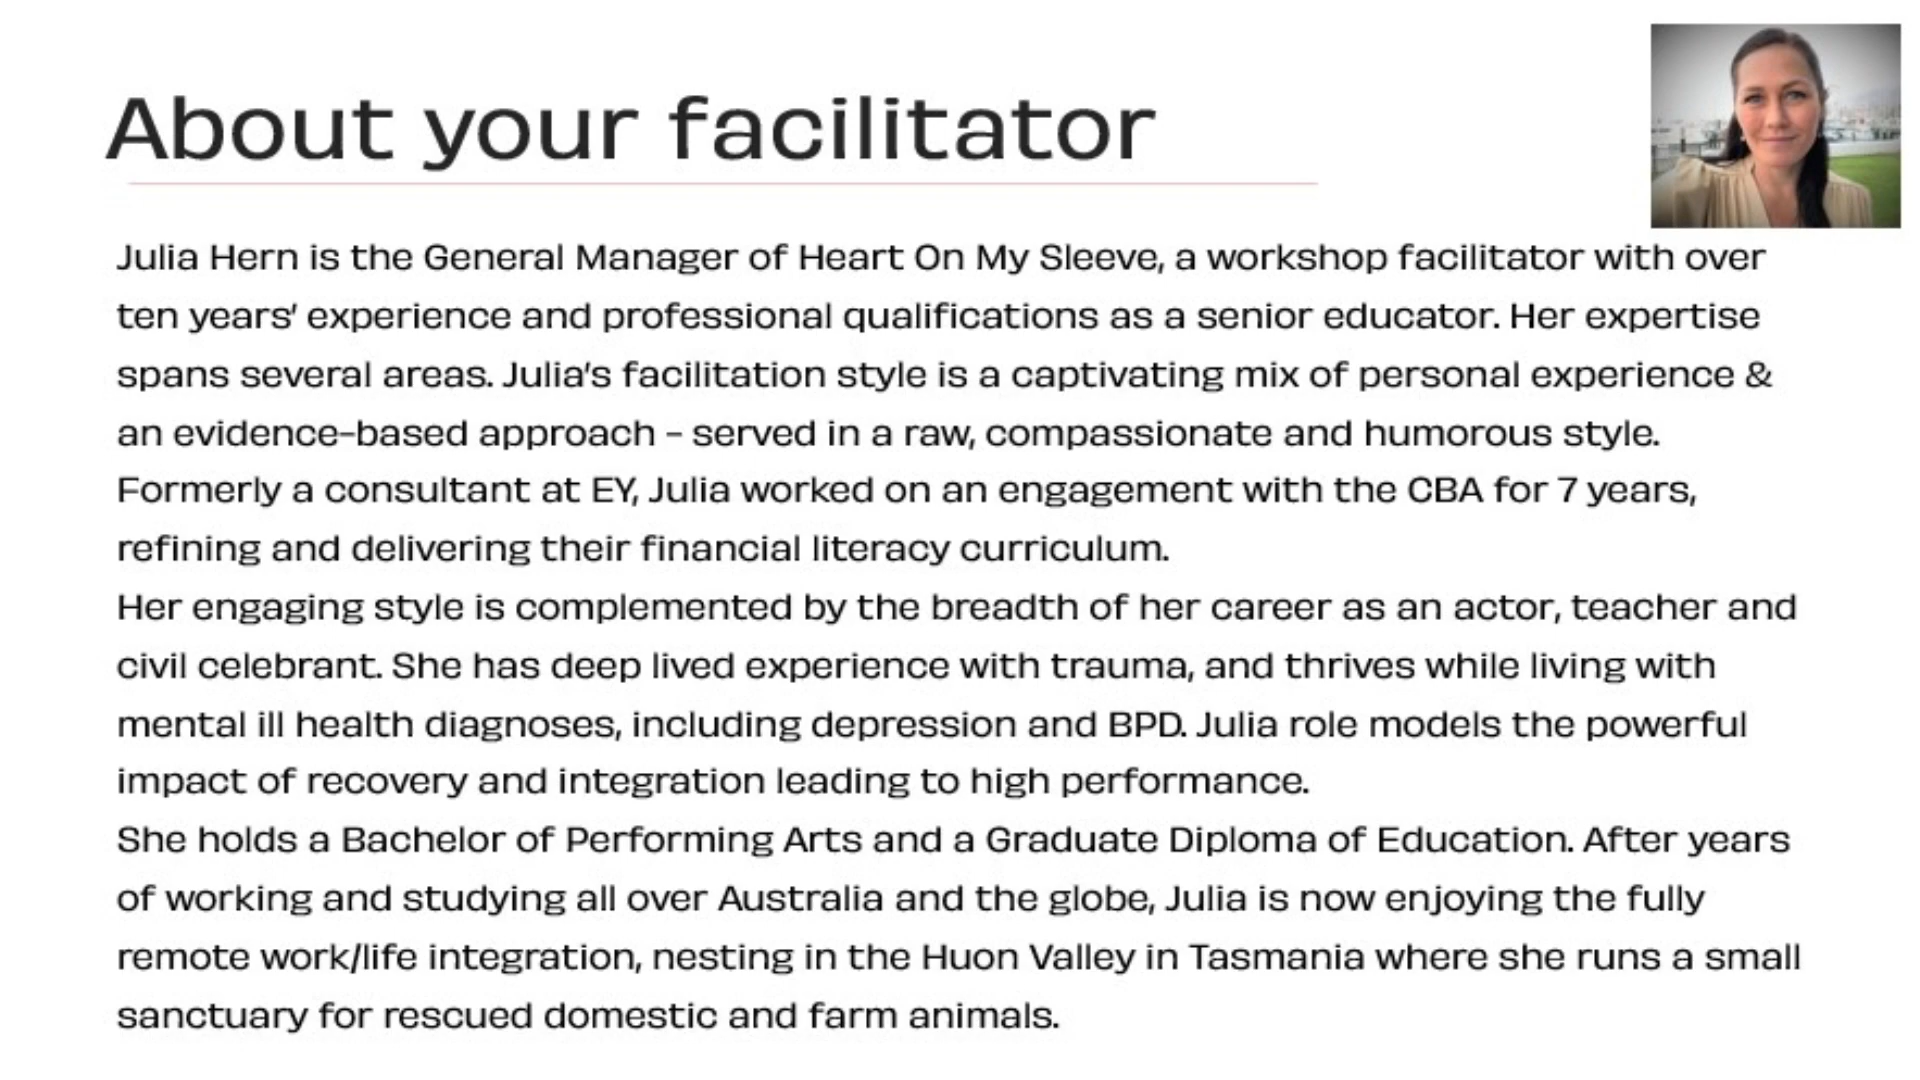 About your facilitator
Julia Hern is the General Manager of Heart On My Sleeve, a workshop facilitator with over
ten years’ experience and professional qualifications as a senior educator. Her expertise
spans several areas. Julia’s facilitation style is a captivating mix of personal experience &
an evidence-based approach - served in a raw, compassionate and humorous style.
Formerly a consultant at EY, Julia worked on an engagement with the CBA for 7 years,
refining and delivering their financial literacy curriculum.
Her engaging style is complemented by the breadth of her career as an actor, teacher and
civil celebrant. She has deep lived experience with trauma, and thrives while living with
mental ill health diagnoses, including depression and BPD. Julia role models the powerful
impact of recovery and integration leading to high performance.
She holds a Bachelor of Performing Arts and a Graduate Diploma of Education. After years
of working and studying all over Australia and the globe, Julia is now enjoying the fully
remote work/life integration, nesting in the Huon Valley in Tasmania where she runs a small
sanctuary for rescued domestic and farm animals.